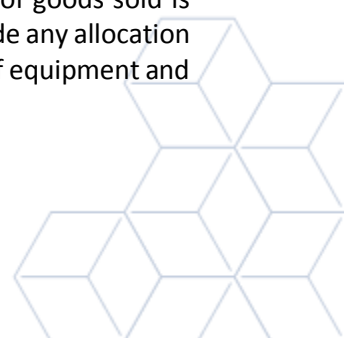 of goods sold is
de any allocation
f equipment and